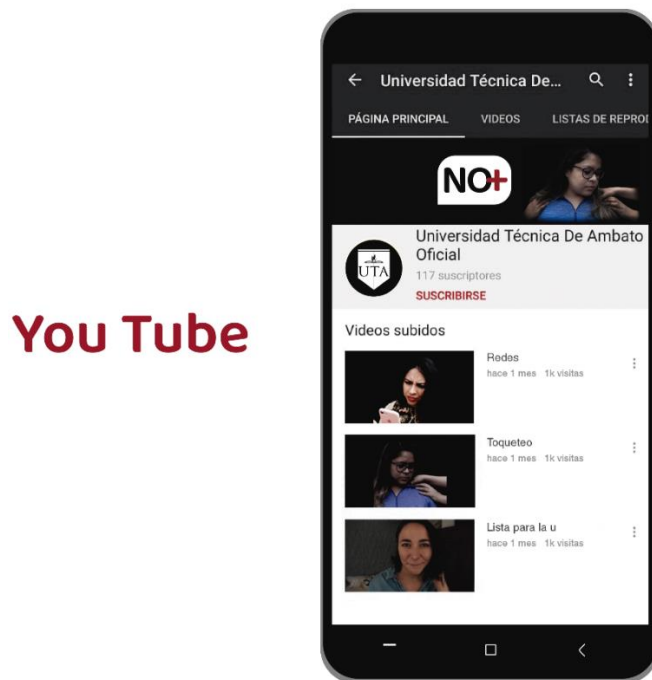 You Tube
Universidad Técnica De...
PÁGINA PRINCIPAL VIDEOS LISTAS DE REPROD
NO+
Universidad Técnica De Ambato
Oficial
UTA
117 suscriptores
SUSCRIBIRSE
Videos subidos
Redes
hace 1 mes 1k visitas
Toqueteo
hace 1 mes 1k visitas
Lista para la u
hace 1 mes 1k visitas